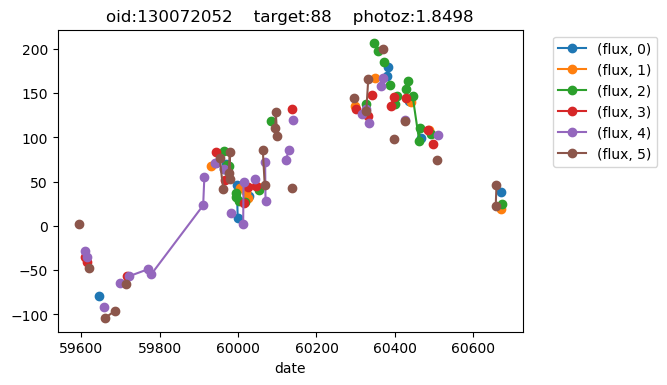 oid:130072052    target:88    photoz:1.8498
200
150
100
50
0
−50
−100
59600
59800
60000
60200
60400
60600
date
(flux, 0)
(flux, 1)
(flux, 2)
(flux, 3)
(flux, 4)
(flux, 5)